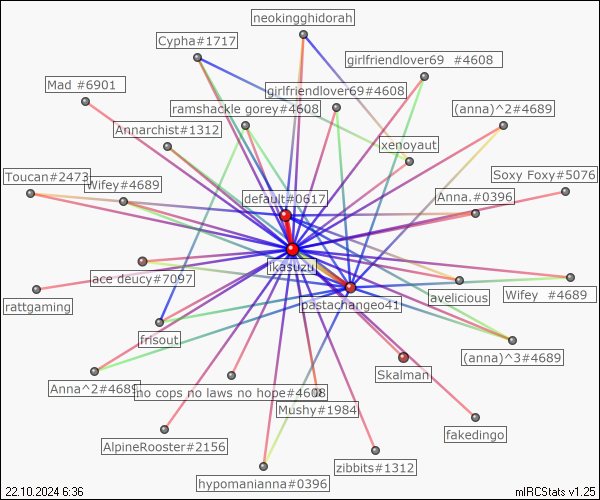 neokingghidorah
Cypha#1717
girlfriendlover69 #4608
Mad #6901
girlfriendlover69#4608
ramshackle gorey#4608
(anna)^2#4689
Annarchist#1312
xenoyaut
Toucan#2473
Wifey#4689
Soxy Foxy#5076
default#0617
Anna.#0396
ikasuzu
ace deucy#7097
rattgaming
avelicious
Wifey #4689
pastachangeo41
frisout
(anna)^3#4689
Skalman
Anna^2#4689
no cops no laws no hope#4608
Mushy#1984
fakedingo
AlpineRooster#2156
zibbits#1312
hypomanianna#0396
22.10.2024 6:36
mIRCStats v1.25